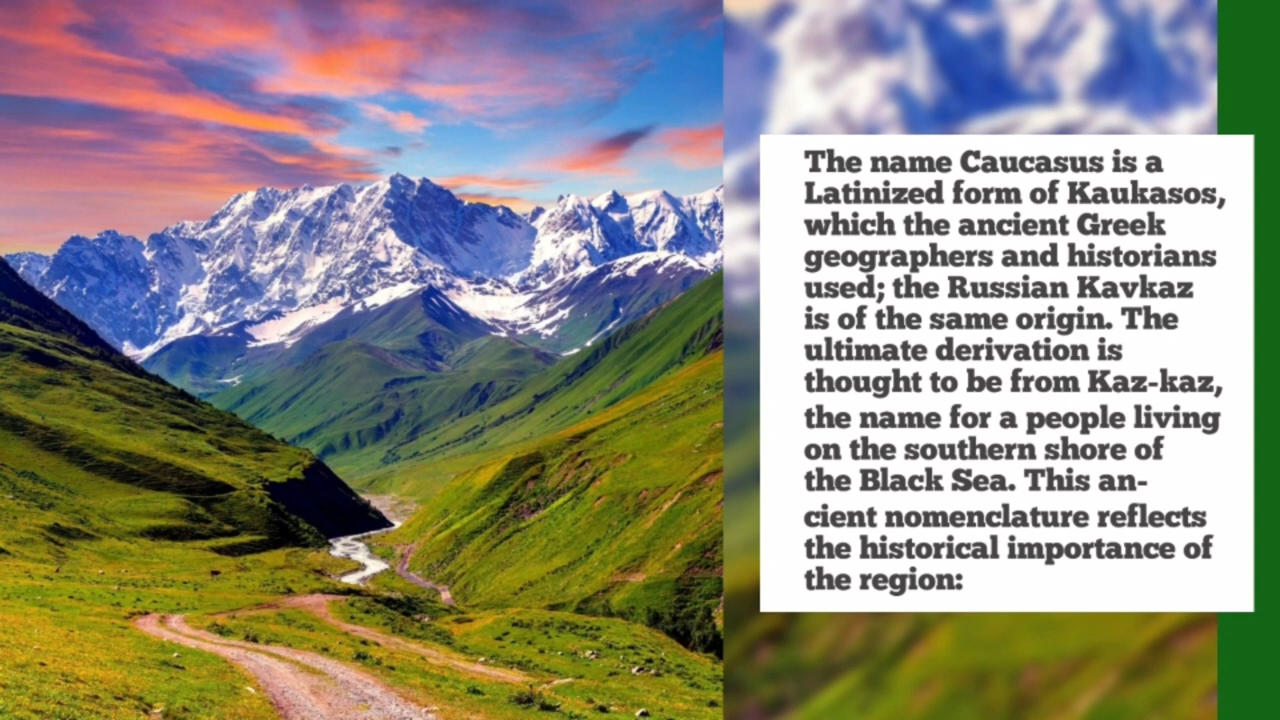 The name Caucasus is a
Latinized form of Kaukasos,
which the ancient Greek
geographers and historians
used; the Russian Kavkaz
is of the same origin. The
ultimate derivation is
thought to be from Kaz-kaz,
the name for a people living
on the southern shore of
the Black Sea. This an-
cient nomenclature reflects
the historical importance of
the region: